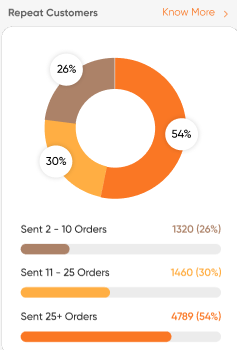 Repeat Customers Know More >
26%
54%
30%
Sent 2 - 10 Orders 1320 (26%)
Sent 11 - 25 Orders 1460 (30%)
Sent 25+ Orders 4789 (54%)